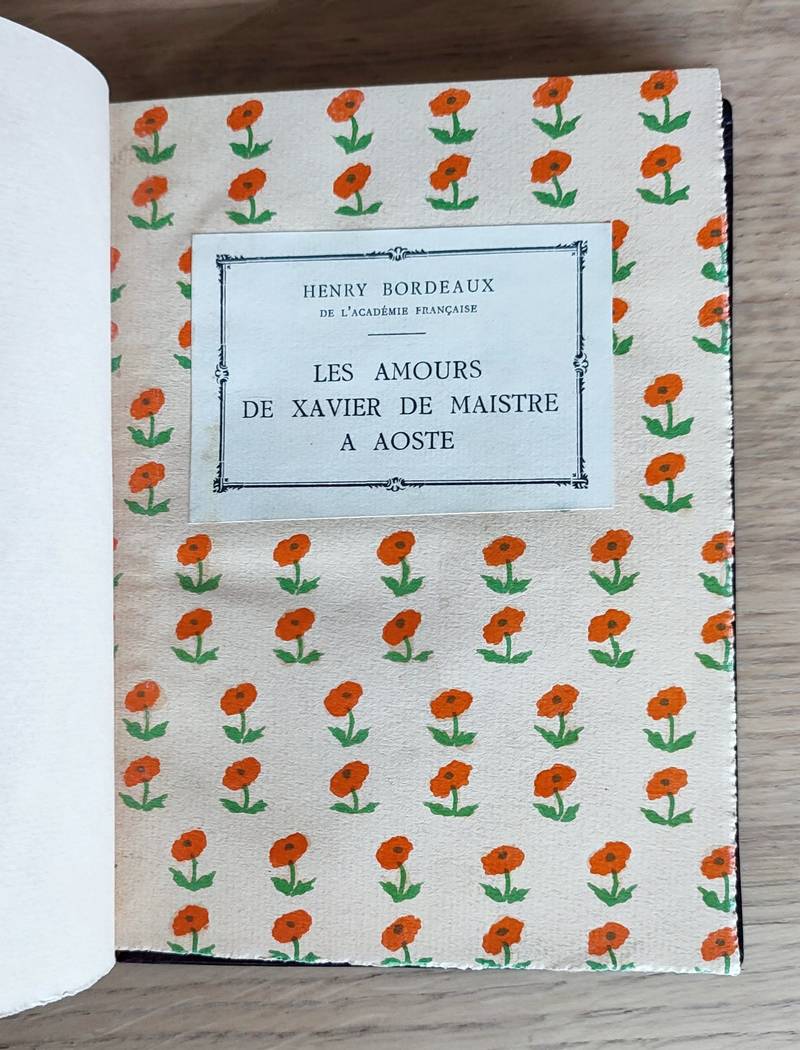 HENRY BORDEAUX
DE L'ACADÉMIE FRANÇAISE
LES AMOURS
DE XAVIER DE MAISTRE
A AOSTE